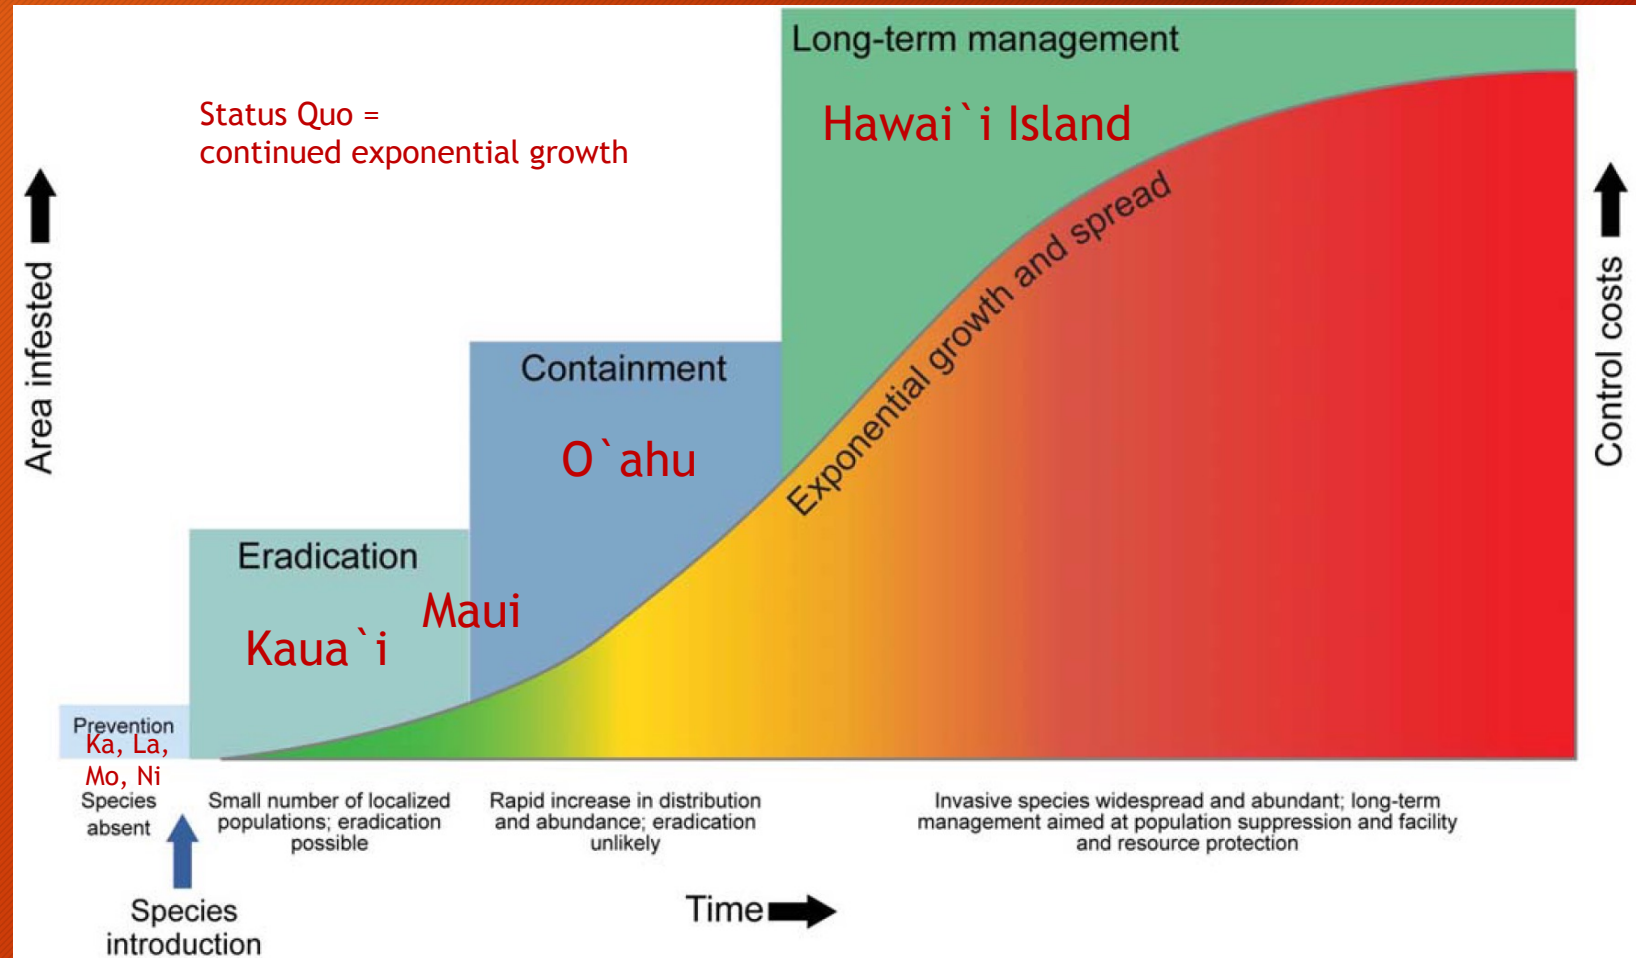 Long-term management
Hawai`i Island
Status Quo =
continued exponential growth
Area infested
Control costs
Exponential growth and spread
Containment
O`ahu
Eradication
Maui
Kaua`i
Prevention
Ka, La,
Mo, Ni
Species
absent
Small number of localized
populations; eradication
possible
Rapid increase in distribution
and abundance; eradication
unlikely
Invasive species widespread and abundant; long-term
management aimed at population suppression and facility
and resource protection
Species
introduction
Time